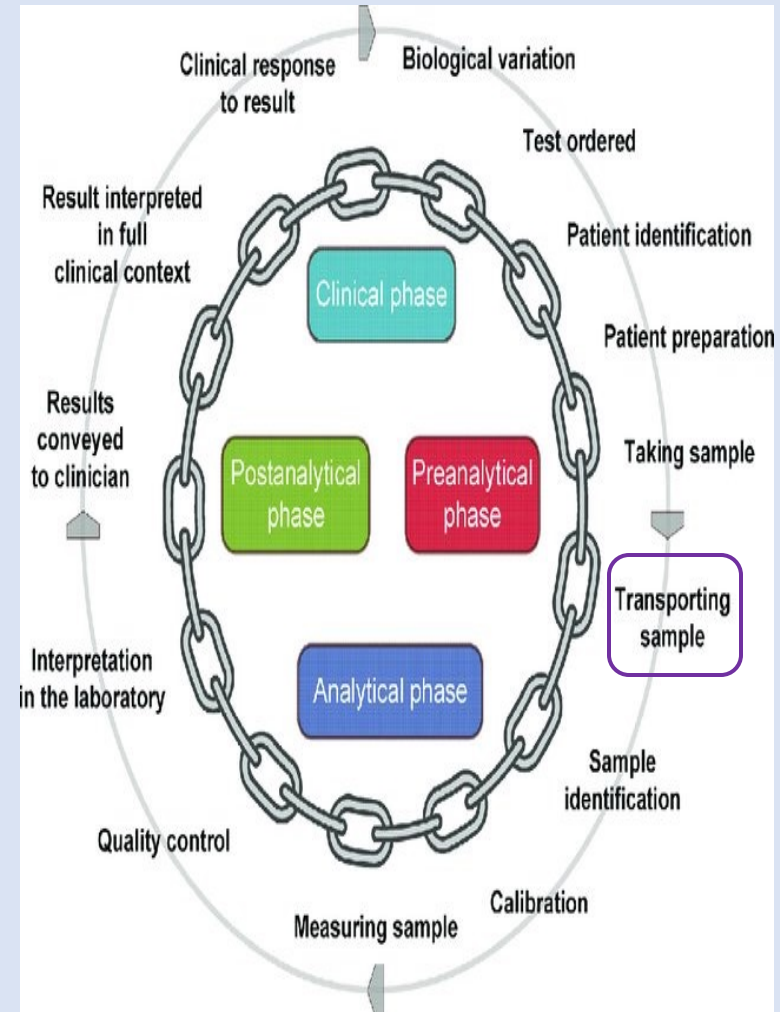 Clinical response
to result
Biological variation
Test ordered
Patient identification
Patient preparation
Taking sample
Transporting
sample
Sample
identification
Calibration
Measuring sample
Quality control
Interpretation
in the laboratory
Results
conveyed
to clinician
Result interpreted
in full
clinical context
Clinical phase
Postanalytical
phase
Preanalytical
phase
Analytical phase